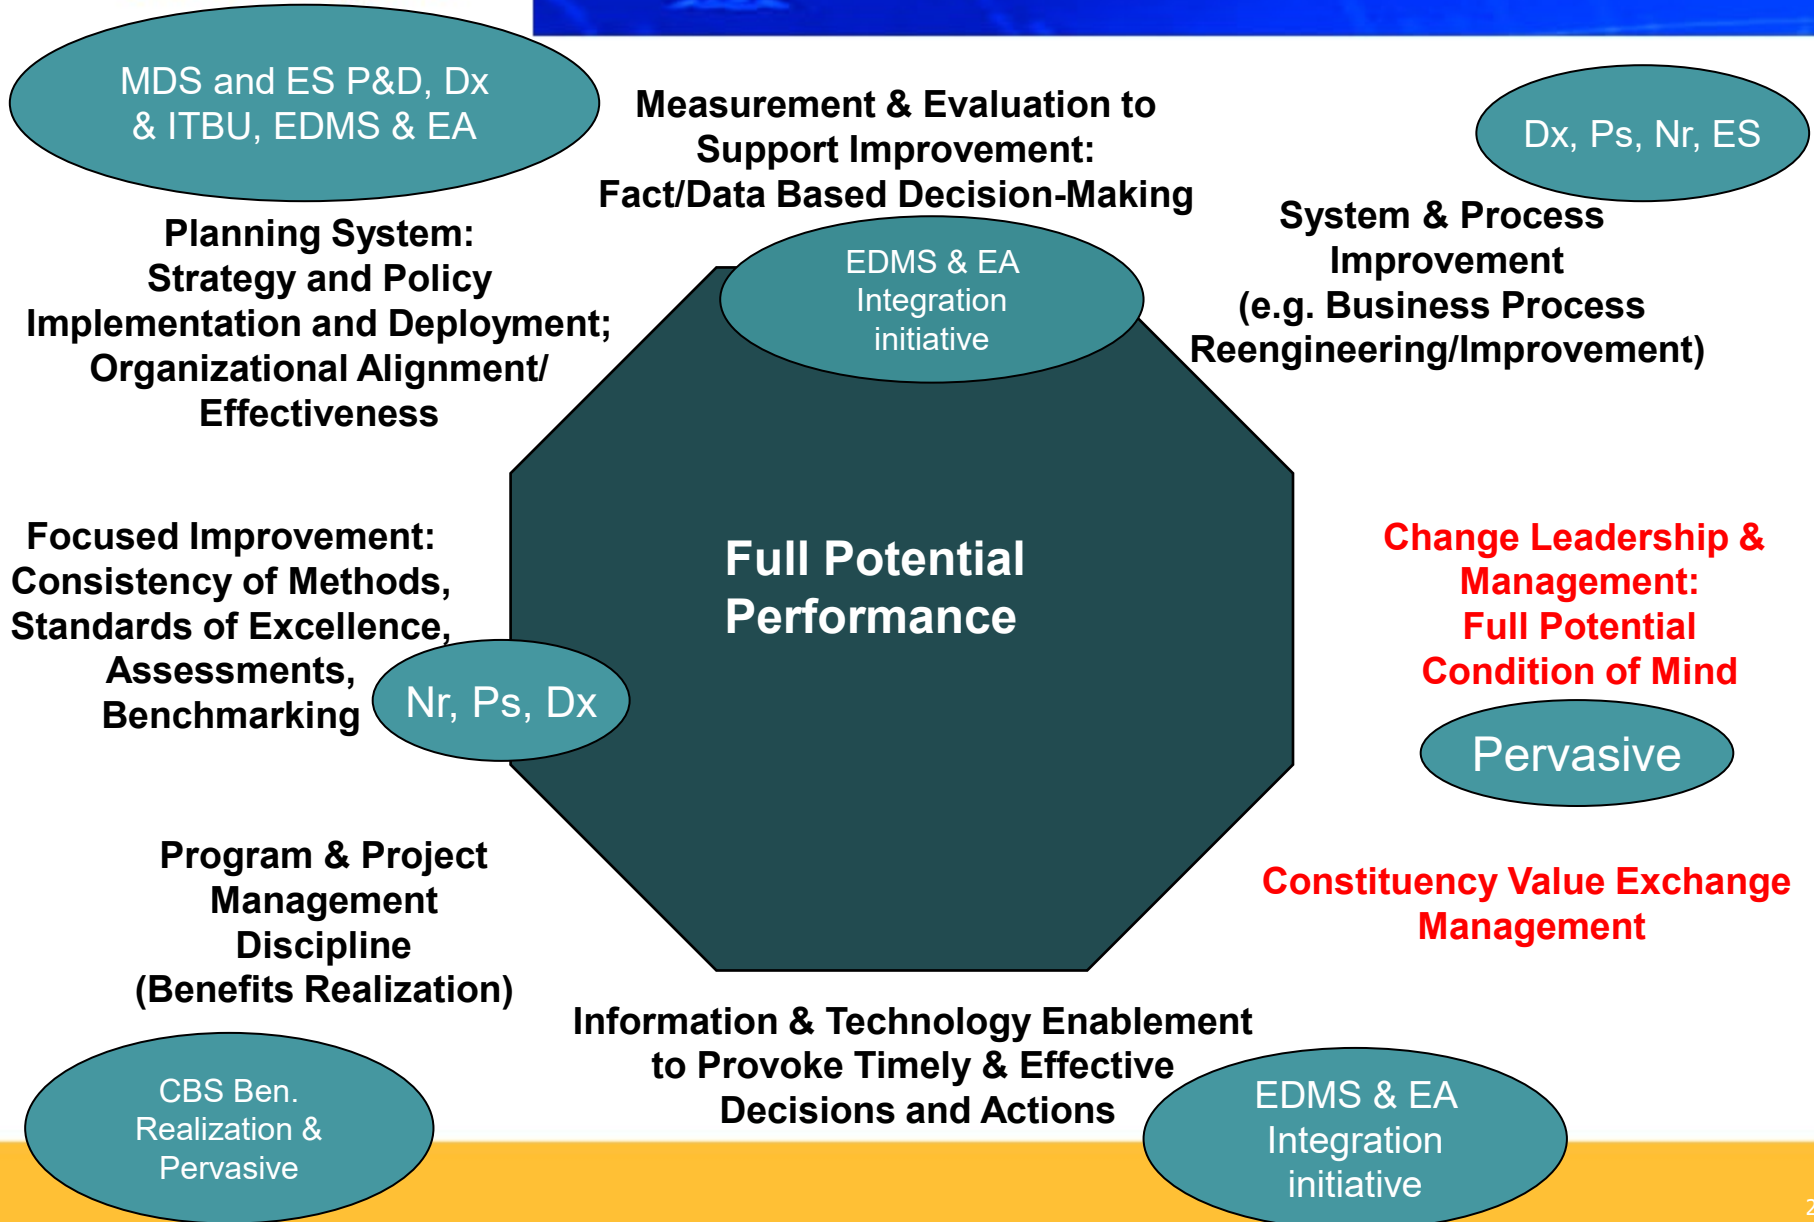 MDS and ES P&D, Dx
& ITBU, EDMS & EA
Measurement & Evaluation to
Support Improvement:
Fact/Data Based Decision-Making
Dx, Ps, Nr, ES
Planning System:
Strategy and Policy
Implementation and Deployment;
Organizational Alignment/
Effectiveness
EDMS & EA
Integration
initiative
System & Process
Improvement
(e.g. Business Process
Reengineering/Improvement)
Focused Improvement:
Consistency of Methods,
Standards of Excellence,
Assessments,
Benchmarking
Nr, Ps, Dx
Full Potential
Performance
Change Leadership &
Management:
Full Potential
Condition of Mind
Pervasive
Program & Project
Management
Discipline
(Benefits Realization)
Constituency Value Exchange
Management
CBS Ben.
Realization &
Pervasive
Information & Technology Enablement
to Provoke Timely & Effective
Decisions and Actions
EDMS & EA
Integration
initiative